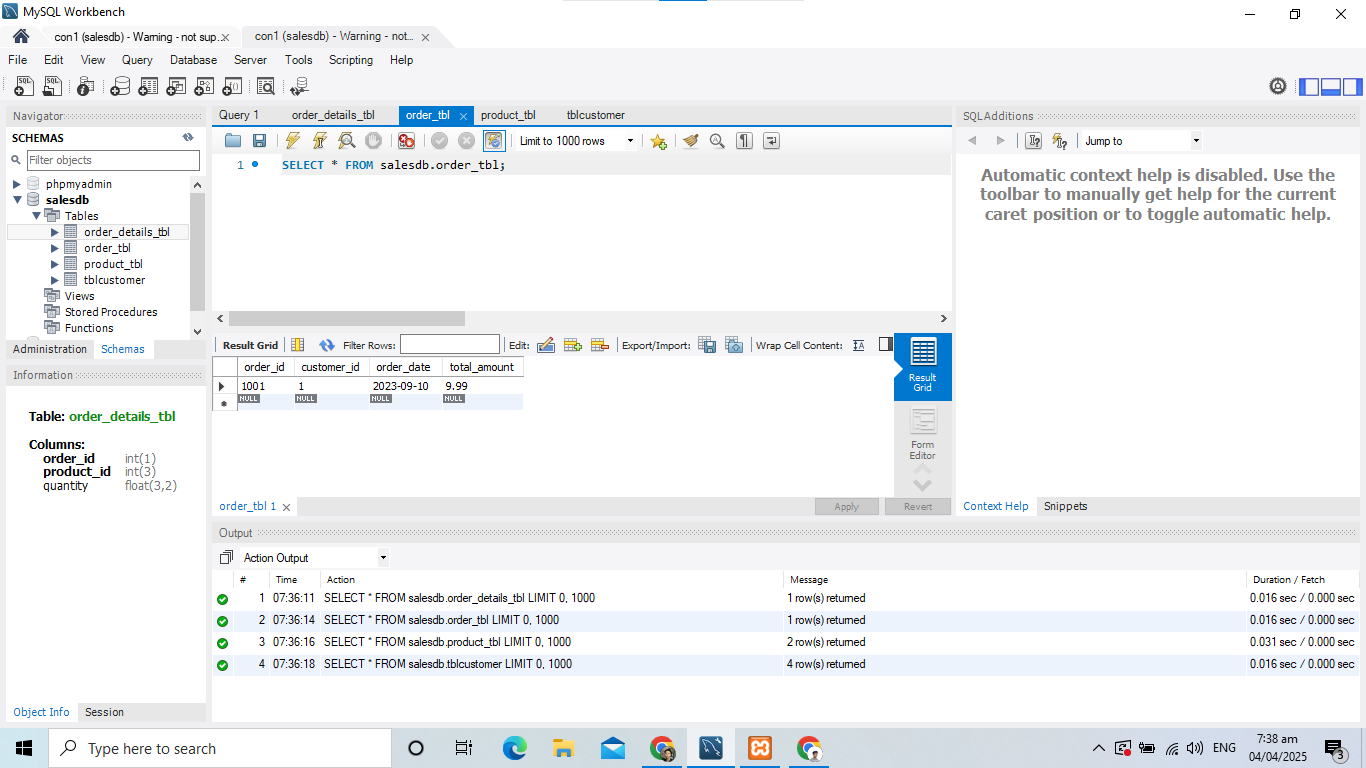 MySQL Workbench
con1 (salesdb) - Warning - not sup...
con1 (salesdb) - Warning - not...
File Edit View Query Database Server Tools Scripting Help
Navigator
SCHEMAS
Filter objects
phpmyadmin
salesdb
Tables
order_details_tbl
order_tbl
product_tbl
tblcustomer
Views
Stored Procedures
Functions
Administration Schemas
Information
Table: order_details_tbl
Columns:
order_id int(1)
product_id int(3)
quantity float(3,2)
Object Info Session
Query 1 order_details_tbl order_tbl product_tbl tblcustomer
Limit to 1000 rows
1 SELECT * FROM salesdb.order_tbl;
Result Grid Filter Rows: Edit: Export/Import: Wrap Cell Content:
order_id customer_id order_date total_amount
1001 1 2023-09-10 9.99
NULL NULL NULL NULL
Result Grid
Form Editor
order_tbl 1
Apply Revert
SQLAdditions
Jump to
Automatic context help is disabled. Use the
toolbar to manually get help for the current
caret position or to toggle automatic help.
Context Help Snippets
Output
Action Output
# Time Action Message Duration / Fetch
1 07:36:11 SELECT * FROM salesdb.order_details_tbl LIMIT 0, 1000 1 row(s) returned 0.016 sec / 0.000 sec
2 07:36:14 SELECT * FROM salesdb.order_tbl LIMIT 0, 1000 1 row(s) returned 0.016 sec / 0.000 sec
3 07:36:16 SELECT * FROM salesdb.product_tbl LIMIT 0, 1000 2 row(s) returned 0.031 sec / 0.000 sec
4 07:36:18 SELECT * FROM salesdb.tblcustomer LIMIT 0, 1000 4 row(s) returned 0.016 sec / 0.000 sec
Type here to search
ENG
7:38 am
04/04/2025
3